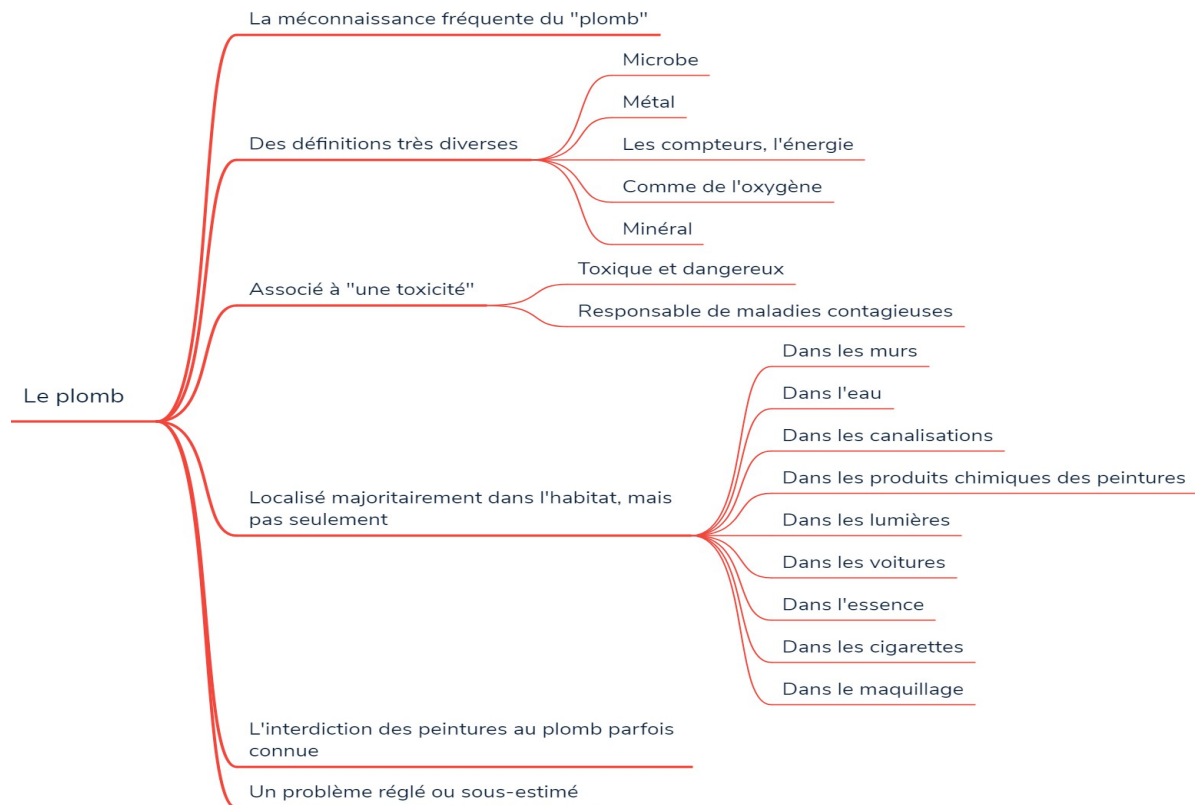 La méconnaissance fréquente du "plomb"
Des définitions très diverses
Microbe
Métal
Les compteurs, l'énergie
Comme de l'oxygène
Minéral
Associé à "une toxicité"
Toxique et dangereux
Responsable de maladies contagieuses
Le plomb
Localisé majoritairement dans l'habitat, mais
pas seulement
Dans les murs
Dans l'eau
Dans les canalisations
Dans les produits chimiques des peintures
Dans les lumières
Dans les voitures
Dans l'essence
Dans les cigarettes
Dans le maquillage
L'interdiction des peintures au plomb parfois
connue
Un problème réglé ou sous-estimé